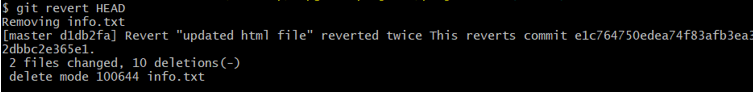 $ git revert HEAD
Removing info.txt
[master d1db2fa] Revert "updated html file" reverted twice This reverts commit e1c764750edea74f83afb3ea3
2dbbc2e365e1.
 2 files changed, 10 deletions(-)
 delete mode 100644 info.txt